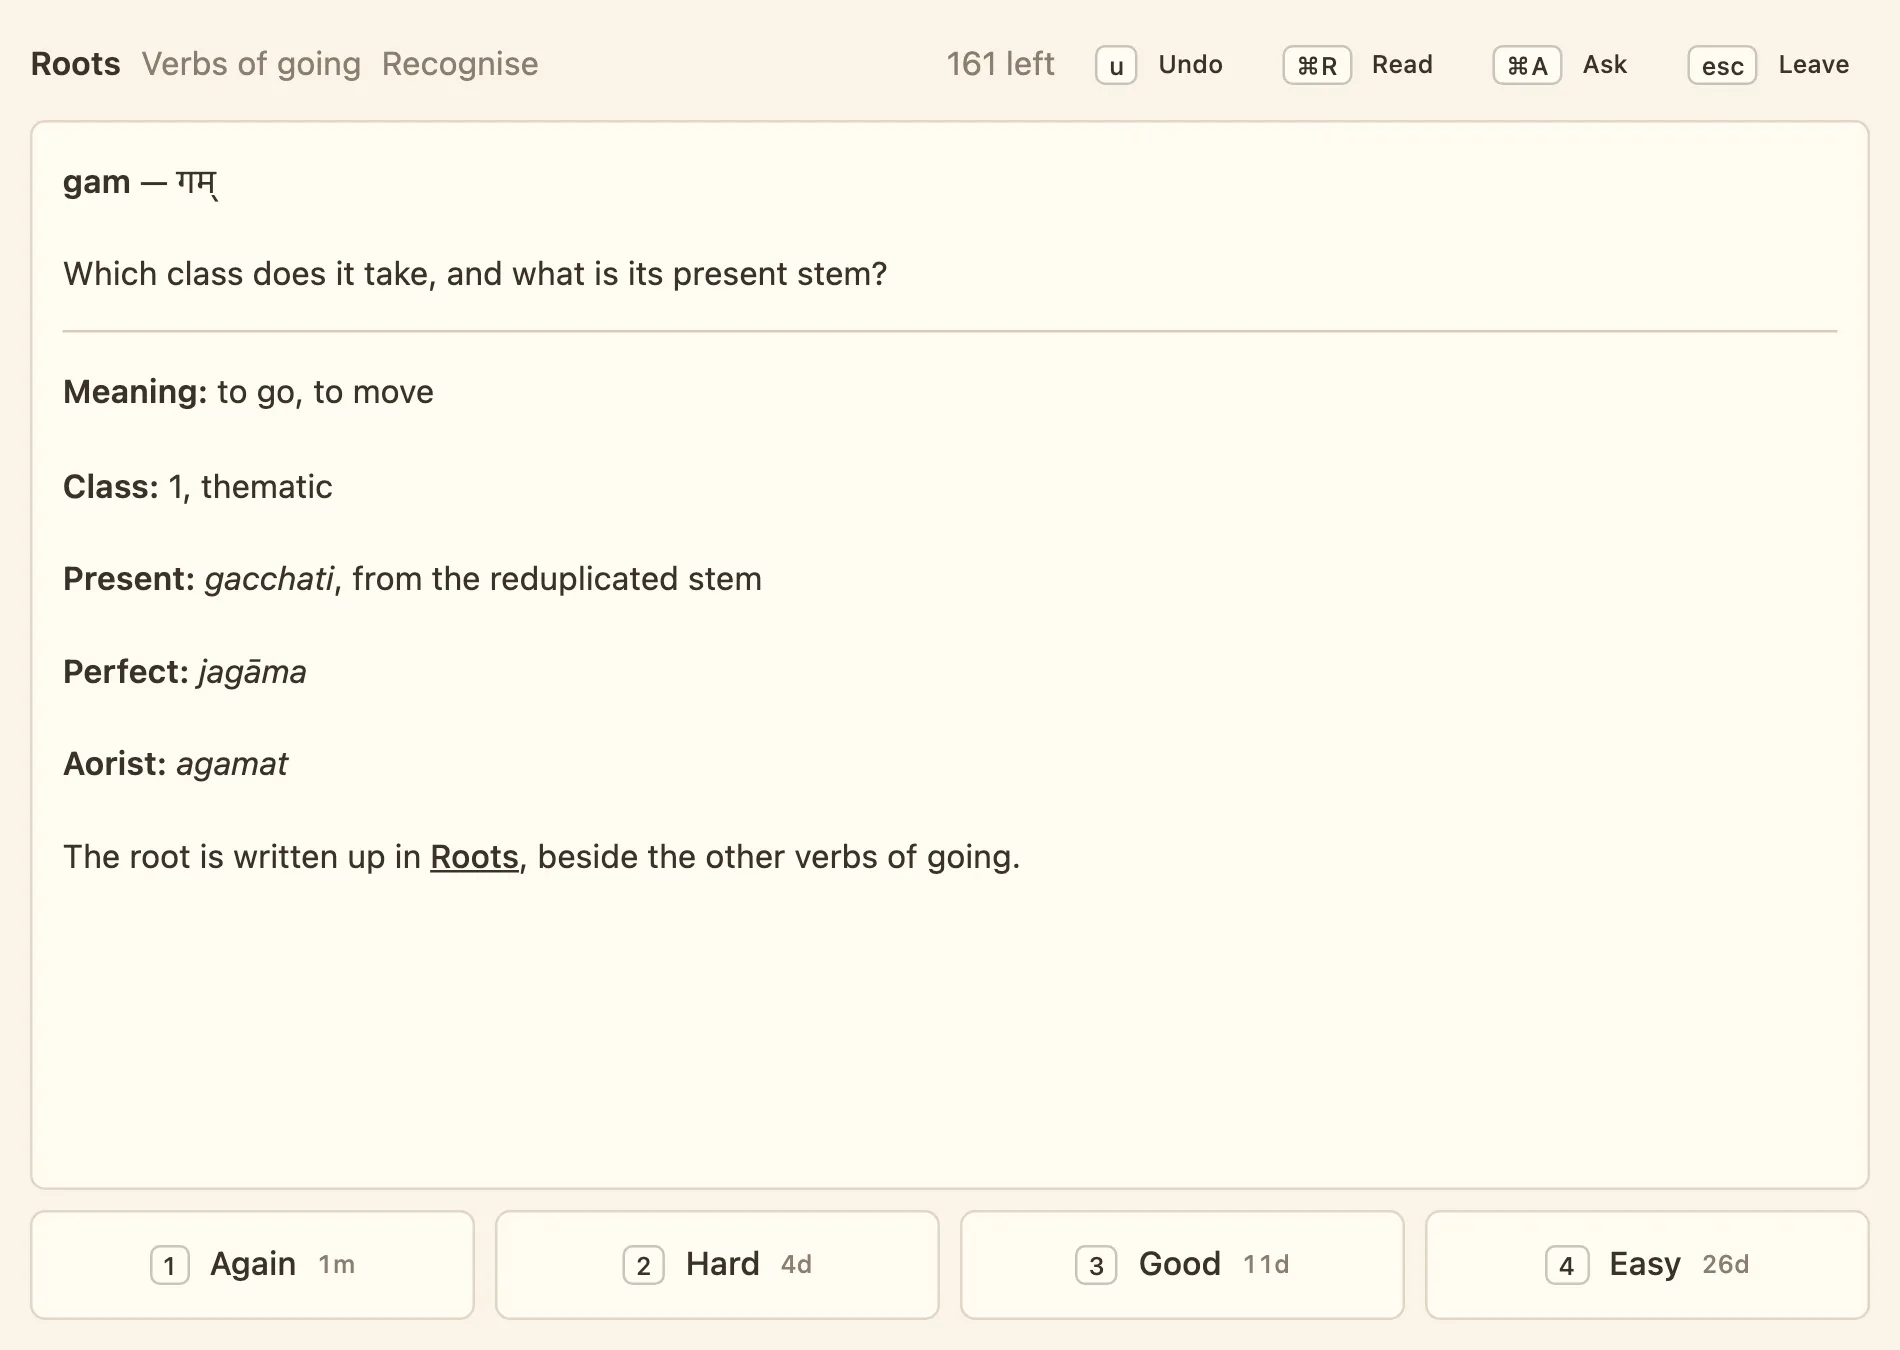 Roots Verbs of going Recognise 161 left u Undo ⌘R Read ⌘A Ask esc Leave
gam — गम्
Which class does it take, and what is its present stem?
Meaning: to go, to move
Class: 1, thematic
Present: gacchati, from the reduplicated stem
Perfect: jagāma
Aorist: agamat
The root is written up in Roots, beside the other verbs of going.
1 Again 1m 2 Hard 4d 3 Good 11d 4 Easy 26d